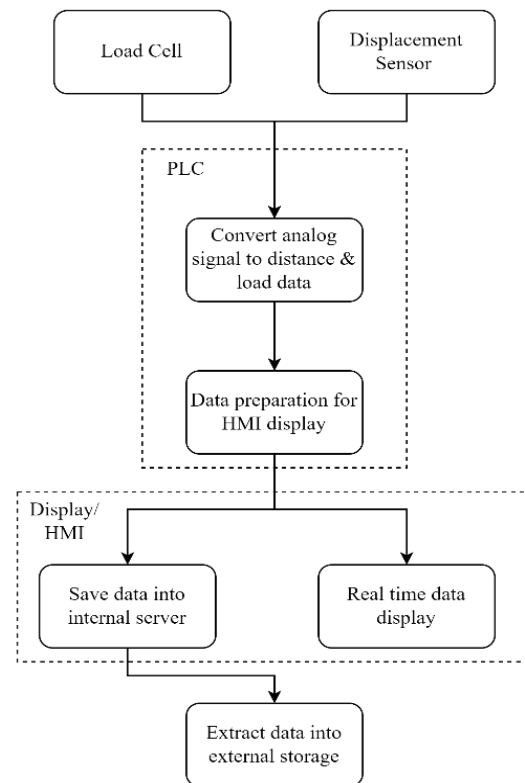 Load Cell
Displacement
Sensor
PLC
Convert analog
signal to distance &
load data
Data preparation for
HMI display
Display/
HMI
Save data into
internal server
Real time data
display
Extract data into
external storage